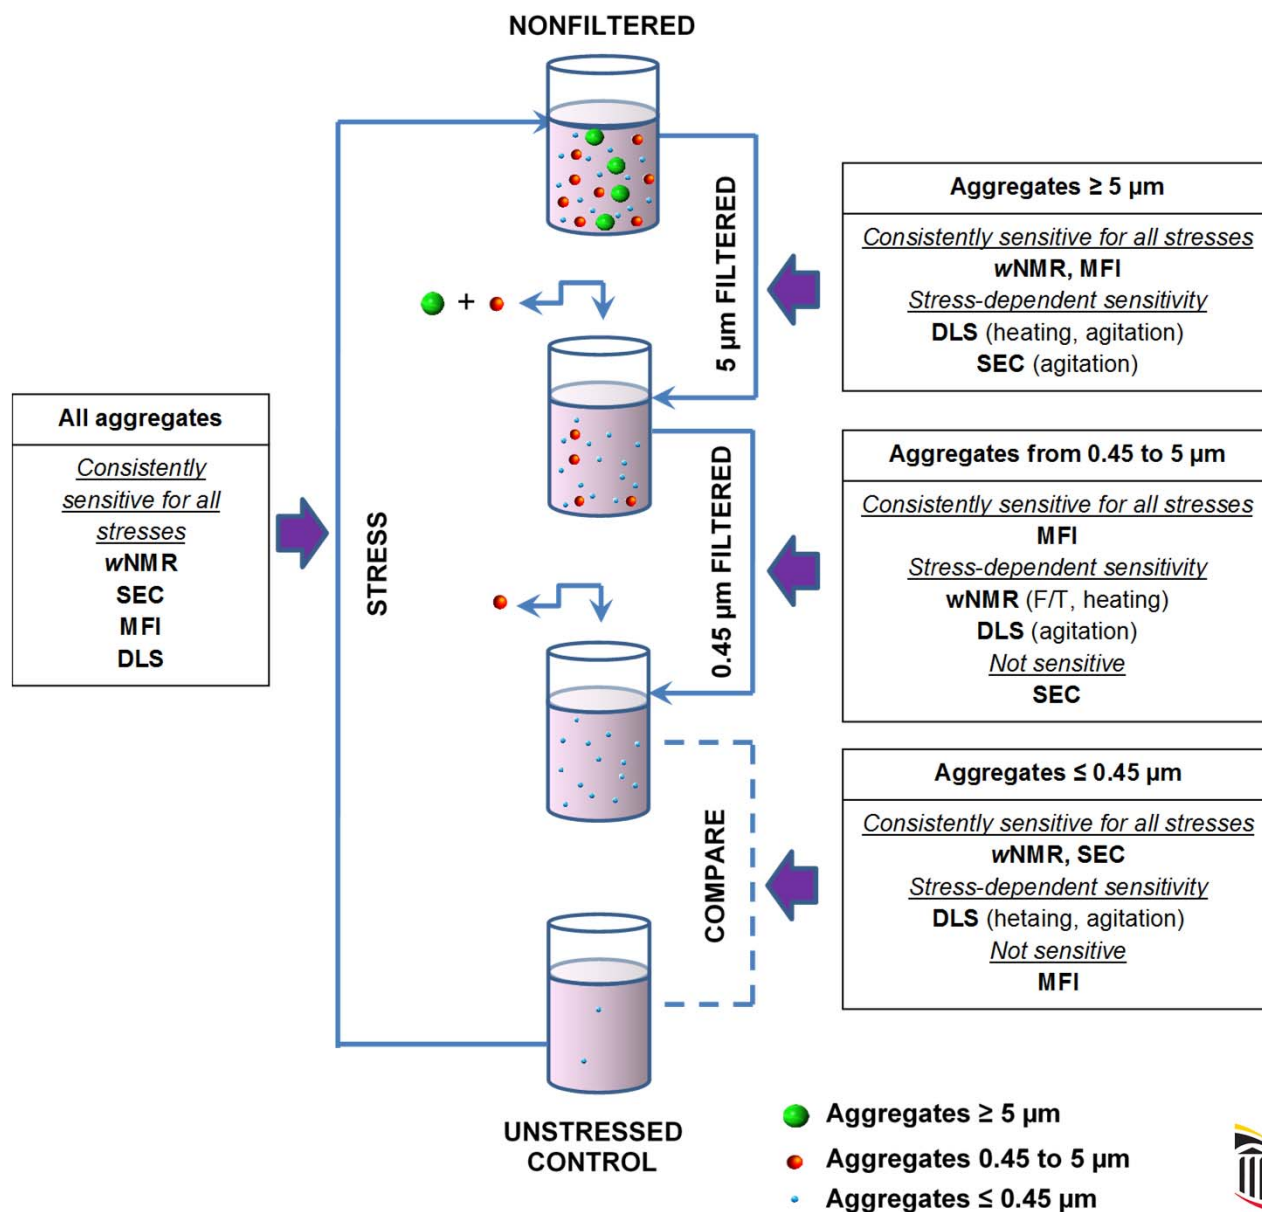 NONFILTERED
5 µm FILTERED
+
Aggregates ≥ 5 µm
Consistently sensitive for all stresses
wNMR, MFI
Stress-dependent sensitivity
DLS (heating, agitation)
SEC (agitation)
All aggregates
Consistently
sensitive for all
stresses
wNMR
SEC
MFI
DLS
STRESS
0.45 µm FILTERED
Aggregates from 0.45 to 5 µm
Consistently sensitive for all stresses
MFI
Stress-dependent sensitivity
wNMR (F/T, heating)
DLS (agitation)
Not sensitive
SEC
COMPARE
Aggregates ≤ 0.45 µm
Consistently sensitive for all stresses
wNMR, SEC
Stress-dependent sensitivity
DLS (hetaing, agitation)
Not sensitive
MFI
UNSTRESSED
CONTROL
Aggregates ≥ 5 µm
Aggregates 0.45 to 5 µm
Aggregates ≤ 0.45 µm